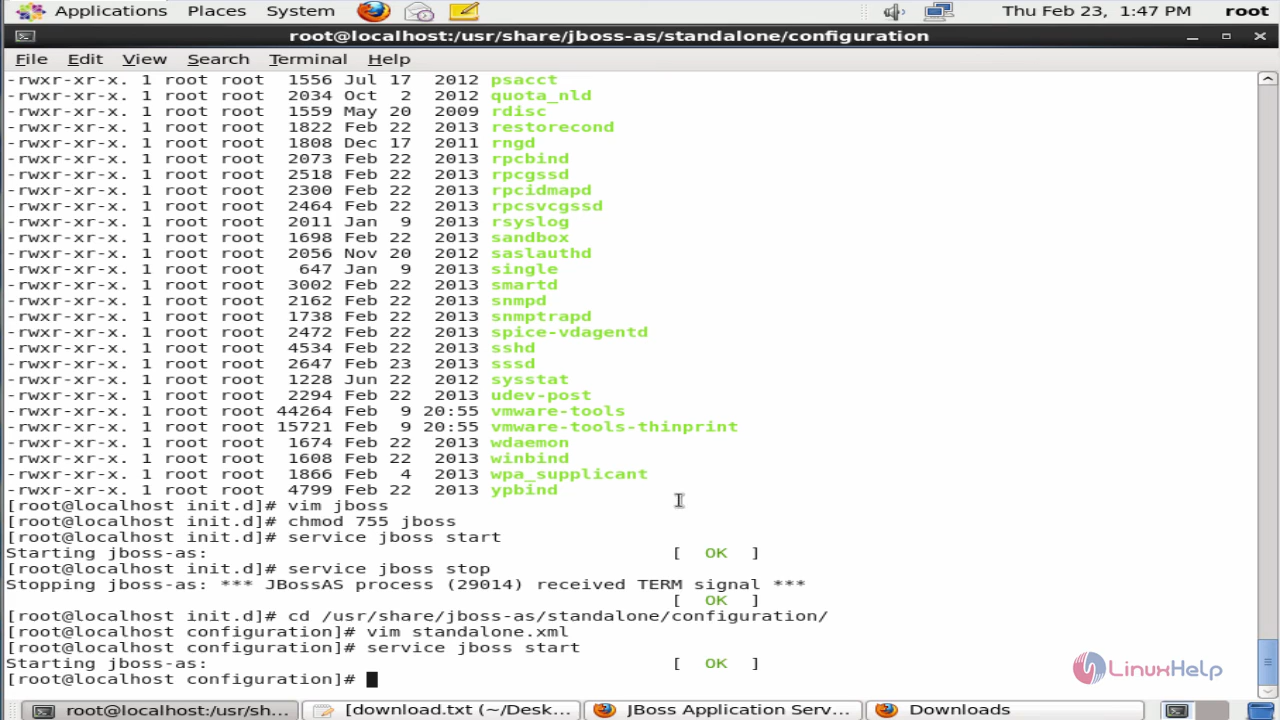 Applications Places System Thu Feb 23, 1:47 PM root
root@localhost:/usr/share/jboss-as/standalone/configuration
File Edit View Search Terminal Help
-rwxr-xr-x. 1 root root 1556 Jul 17 2012 psacct
-rwxr-xr-x. 1 root root 2034 Oct 2 2012 quota_nld
-rwxr-xr-x. 1 root root 1559 May 20 2009 rdisc
-rwxr-xr-x. 1 root root 1822 Feb 22 2013 restorecond
-rwxr-xr-x. 1 root root 1808 Dec 17 2011 rngd
-rwxr-xr-x. 1 root root 2073 Feb 22 2013 rpcbind
-rwxr-xr-x. 1 root root 2518 Feb 22 2013 rpcgssd
-rwxr-xr-x. 1 root root 2300 Feb 22 2013 rpcidmapd
-rwxr-xr-x. 1 root root 2464 Feb 22 2013 rpcsvcgssd
-rwxr-xr-x. 1 root root 2011 Jan 9 2013 rsyslog
-rwxr-xr-x. 1 root root 1698 Feb 22 2013 sandbox
-rwxr-xr-x. 1 root root 2056 Nov 20 2012 saslauthd
-rwxr-xr-x. 1 root root 647 Jan 9 2013 single
-rwxr-xr-x. 1 root root 3002 Feb 22 2013 smartd
-rwxr-xr-x. 1 root root 2162 Feb 22 2013 snmpd
-rwxr-xr-x. 1 root root 1738 Feb 22 2013 snmptrapd
-rwxr-xr-x. 1 root root 2472 Feb 22 2013 spice-vdagentd
-rwxr-xr-x. 1 root root 4534 Feb 22 2013 sshd
-rwxr-xr-x. 1 root root 2647 Feb 23 2013 sssd
-rwxr-xr-x. 1 root root 1228 Jun 22 2012 sysstat
-rwxr-xr-x. 1 root root 2294 Feb 22 2013 udev-post
-rwxr-xr-x. 1 root root 44264 Feb 9 20:55 vmware-tools
-rwxr-xr-x. 1 root root 15721 Feb 9 20:55 vmware-tools-thinprint
-rwxr-xr-x. 1 root root 1674 Feb 22 2013 wdaemon
-rwxr-xr-x. 1 root root 1608 Feb 22 2013 winbind
-rwxr-xr-x. 1 root root 1866 Feb 4 2013 wpa_supplicant
-rwxr-xr-x. 1 root root 4799 Feb 22 2013 ypbind
[root@localhost init.d]# vim jboss
[root@localhost init.d]# chmod 755 jboss
[root@localhost init.d]# service jboss start
Starting jboss-as: [ OK ]
[root@localhost init.d]# service jboss stop
Stopping jboss-as: *** JBossAS process (29014) received TERM signal ***
[ OK ]
[root@localhost init.d]# cd /usr/share/jboss-as/standalone/configuration/
[root@localhost configuration]# vim standalone.xml
[root@localhost configuration]# service jboss start
Starting jboss-as: [ OK ]
[root@localhost configuration]#
LinuxHelp
root@localhost:/usr/sh... [download.txt (~/Desk... JBoss Application Serv... Downloads